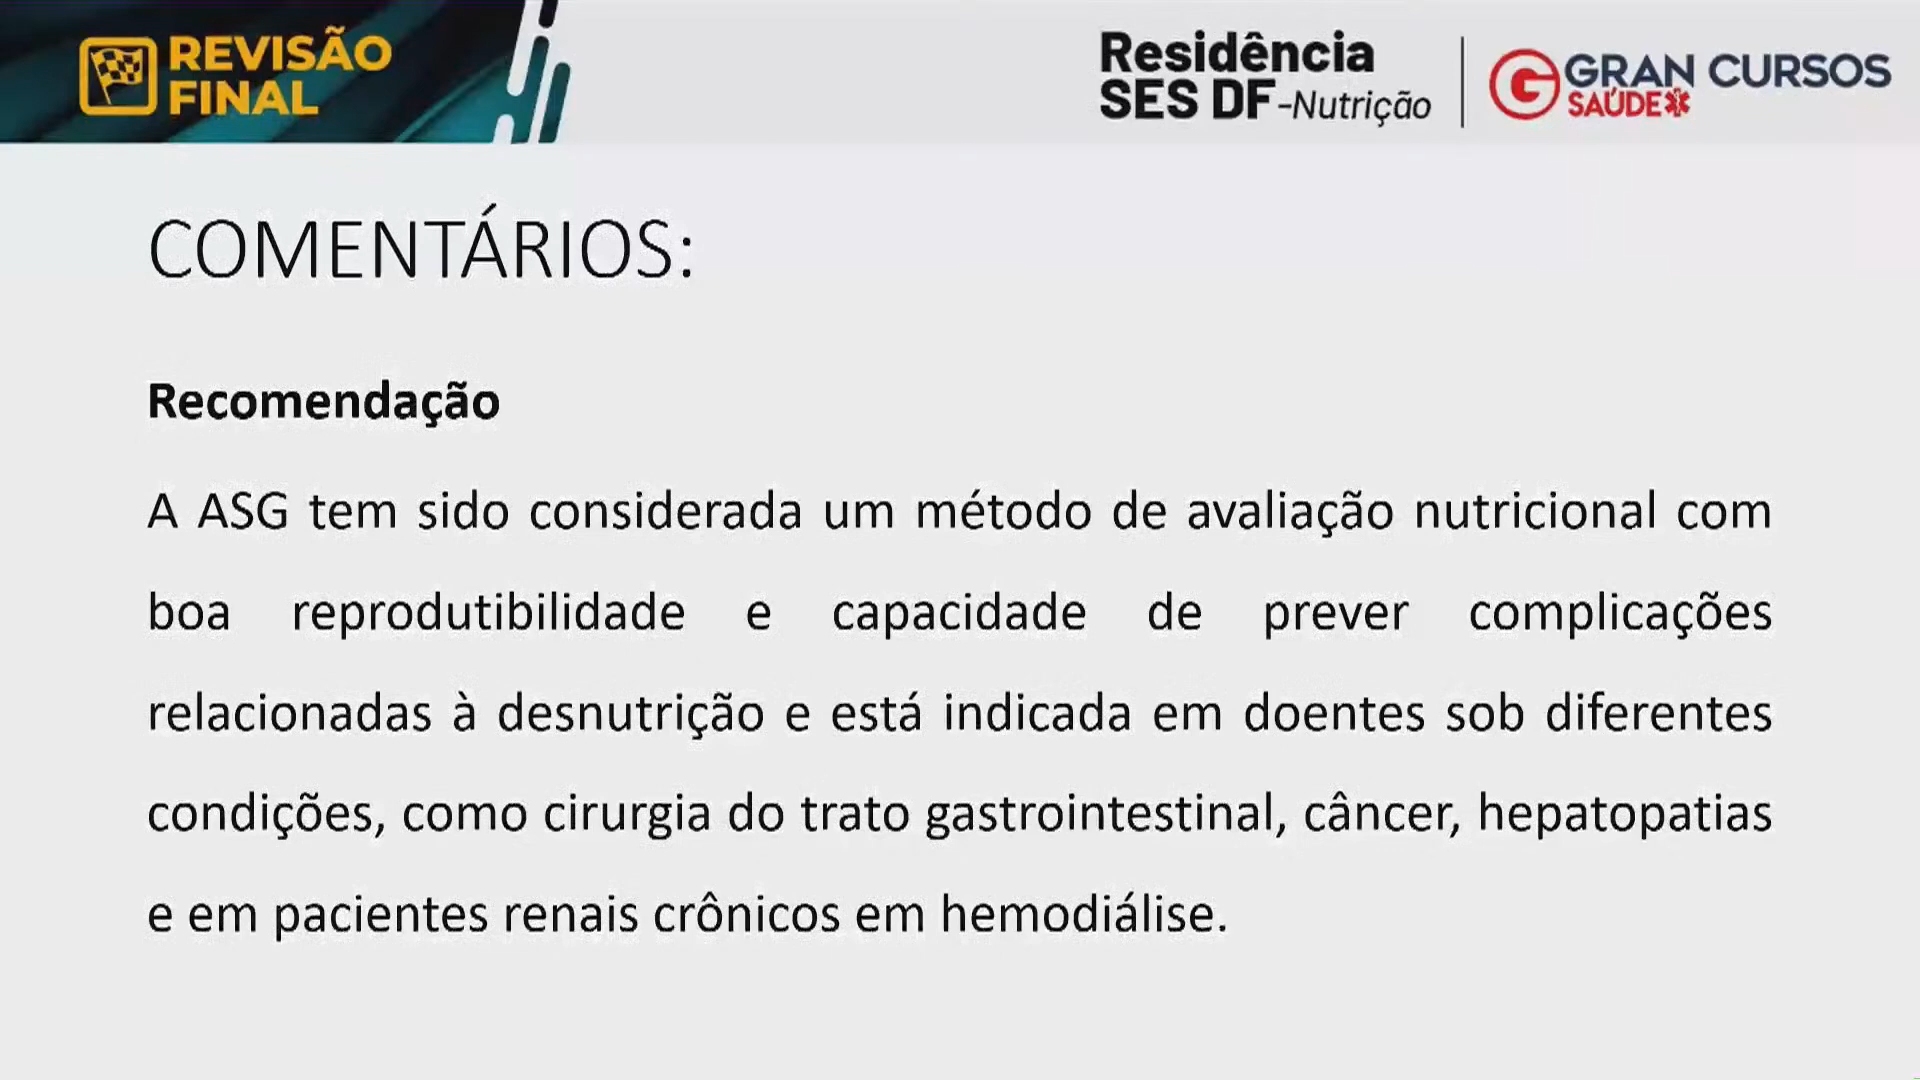 REVISÃO
FINAL
Residência
SES DF-Nutrição
GRAN CURSOS
SAÚDE
COMENTÁRIOS:
Recomendação
A ASG tem sido considerada um método de avaliação nutricional com
boa reprodutibilidade e capacidade de prever complicações
relacionadas à desnutrição e está indicada em doentes sob diferentes
condições, como cirurgia do trato gastrointestinal, câncer, hepatopatias
e em pacientes renais crônicos em hemodiálise.